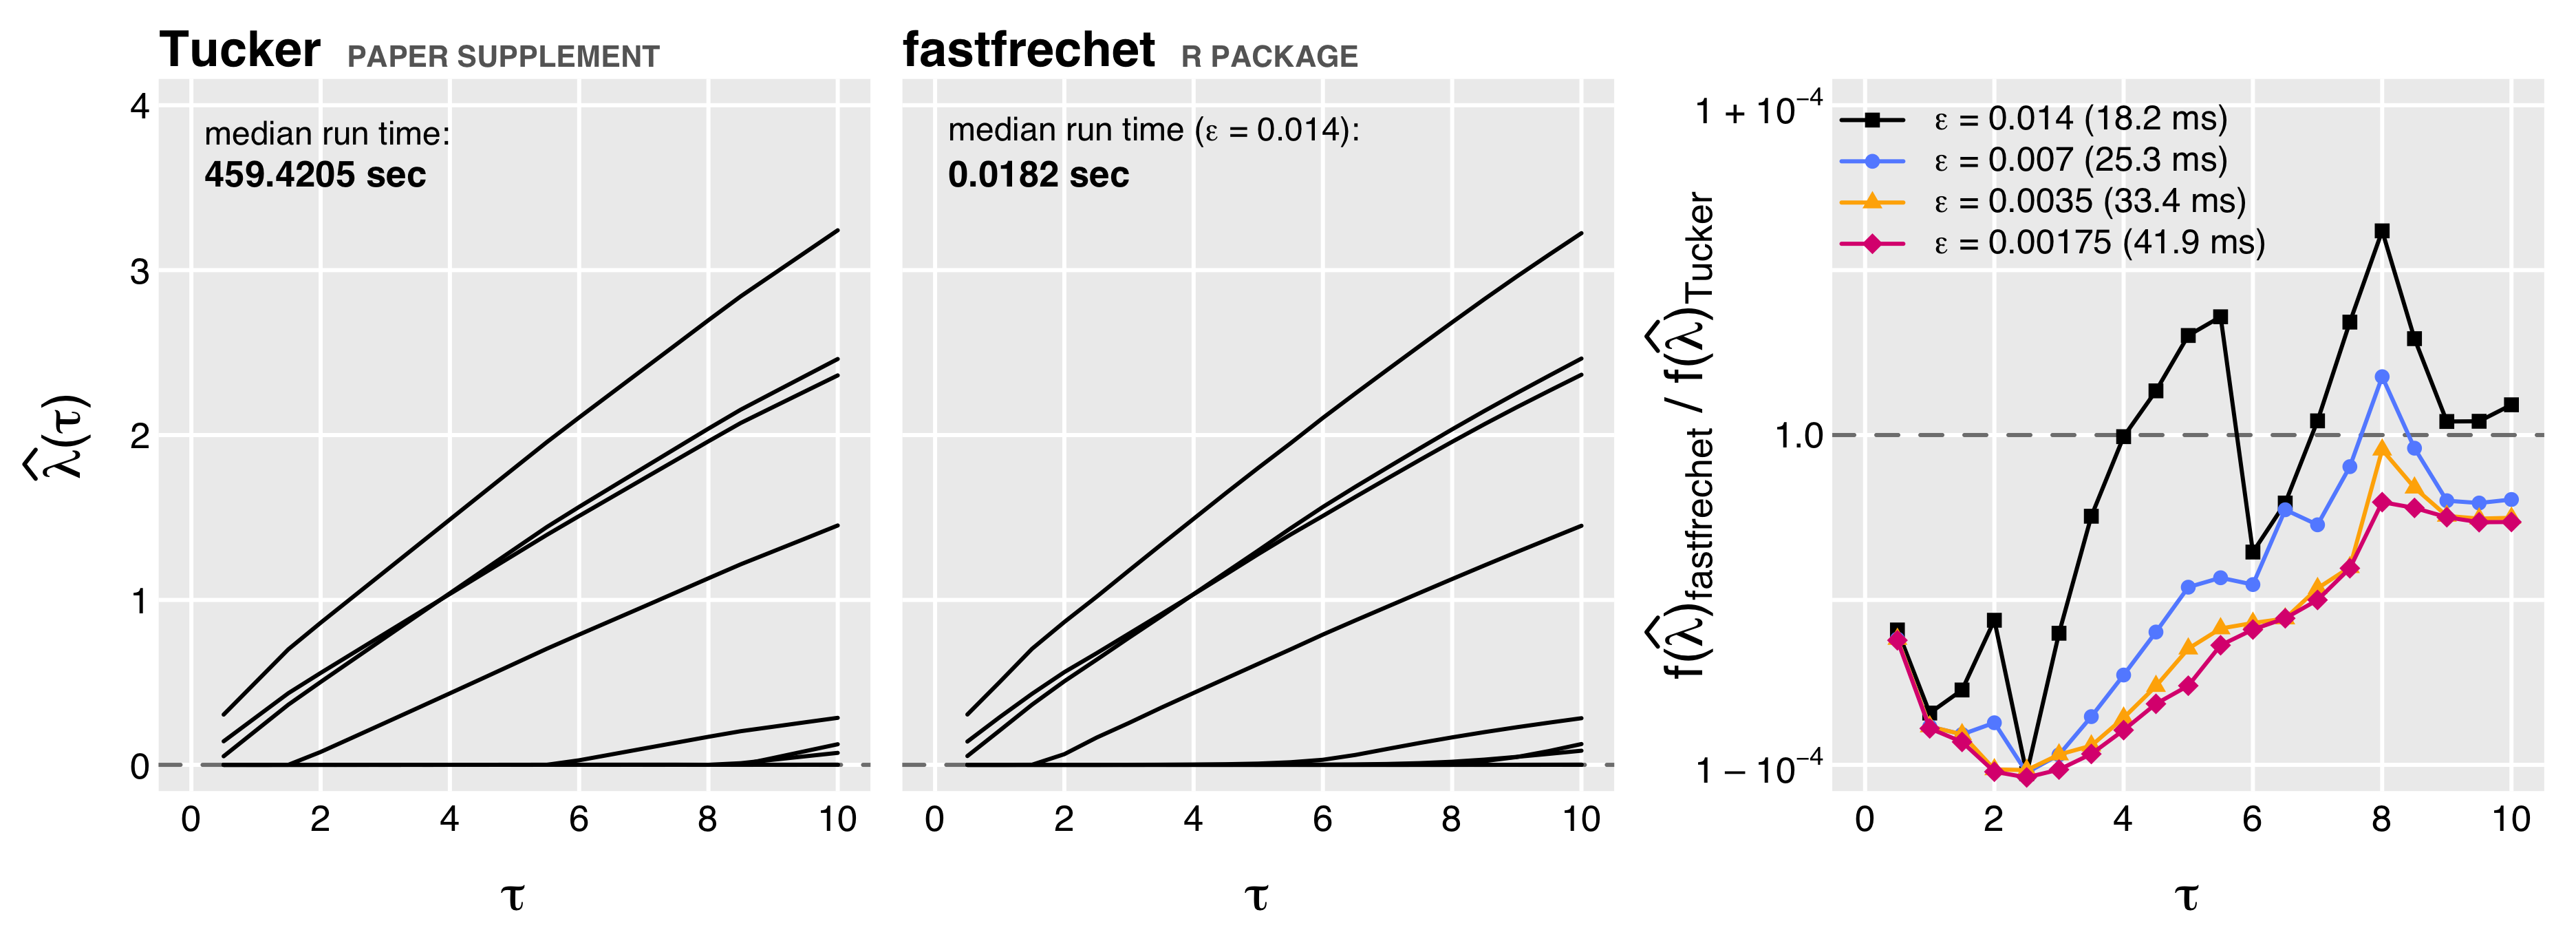 Tucker PAPER SUPPLEMENT
median run time:
459.4205 sec
4
3
2
1
0
λ̂(τ)
0 2 4 6 8 10
τ
fastfrechet R PACKAGE
median run time (ε = 0.014):
0.0182 sec
0 2 4 6 8 10
τ
f(λ̂)fastfrechet / f(λ̂)Tucker
1 + 10⁻⁴
1.0
1 − 10⁻⁴
ε = 0.014 (18.2 ms)
ε = 0.007 (25.3 ms)
ε = 0.0035 (33.4 ms)
ε = 0.00175 (41.9 ms)
0 2 4 6 8 10
τ